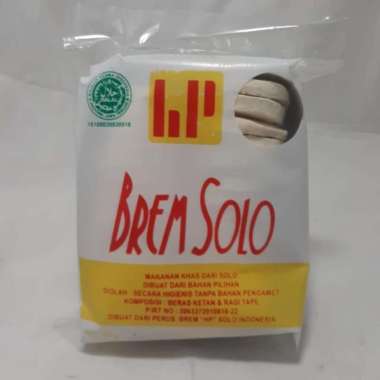 HP
BREM SOLO
MAKANAN KHAS DARI SOLO
DIBUAT DARI BAHAN PILIHAN
DIOLAH SECARA HIGIENIS TANPA BAHAN PENGAWET
KOMPOSISI : BERAS KETAN & RAGI TAPE
DIBUAT DARI PERUS. BREM "HP" SOLO INDONESIA